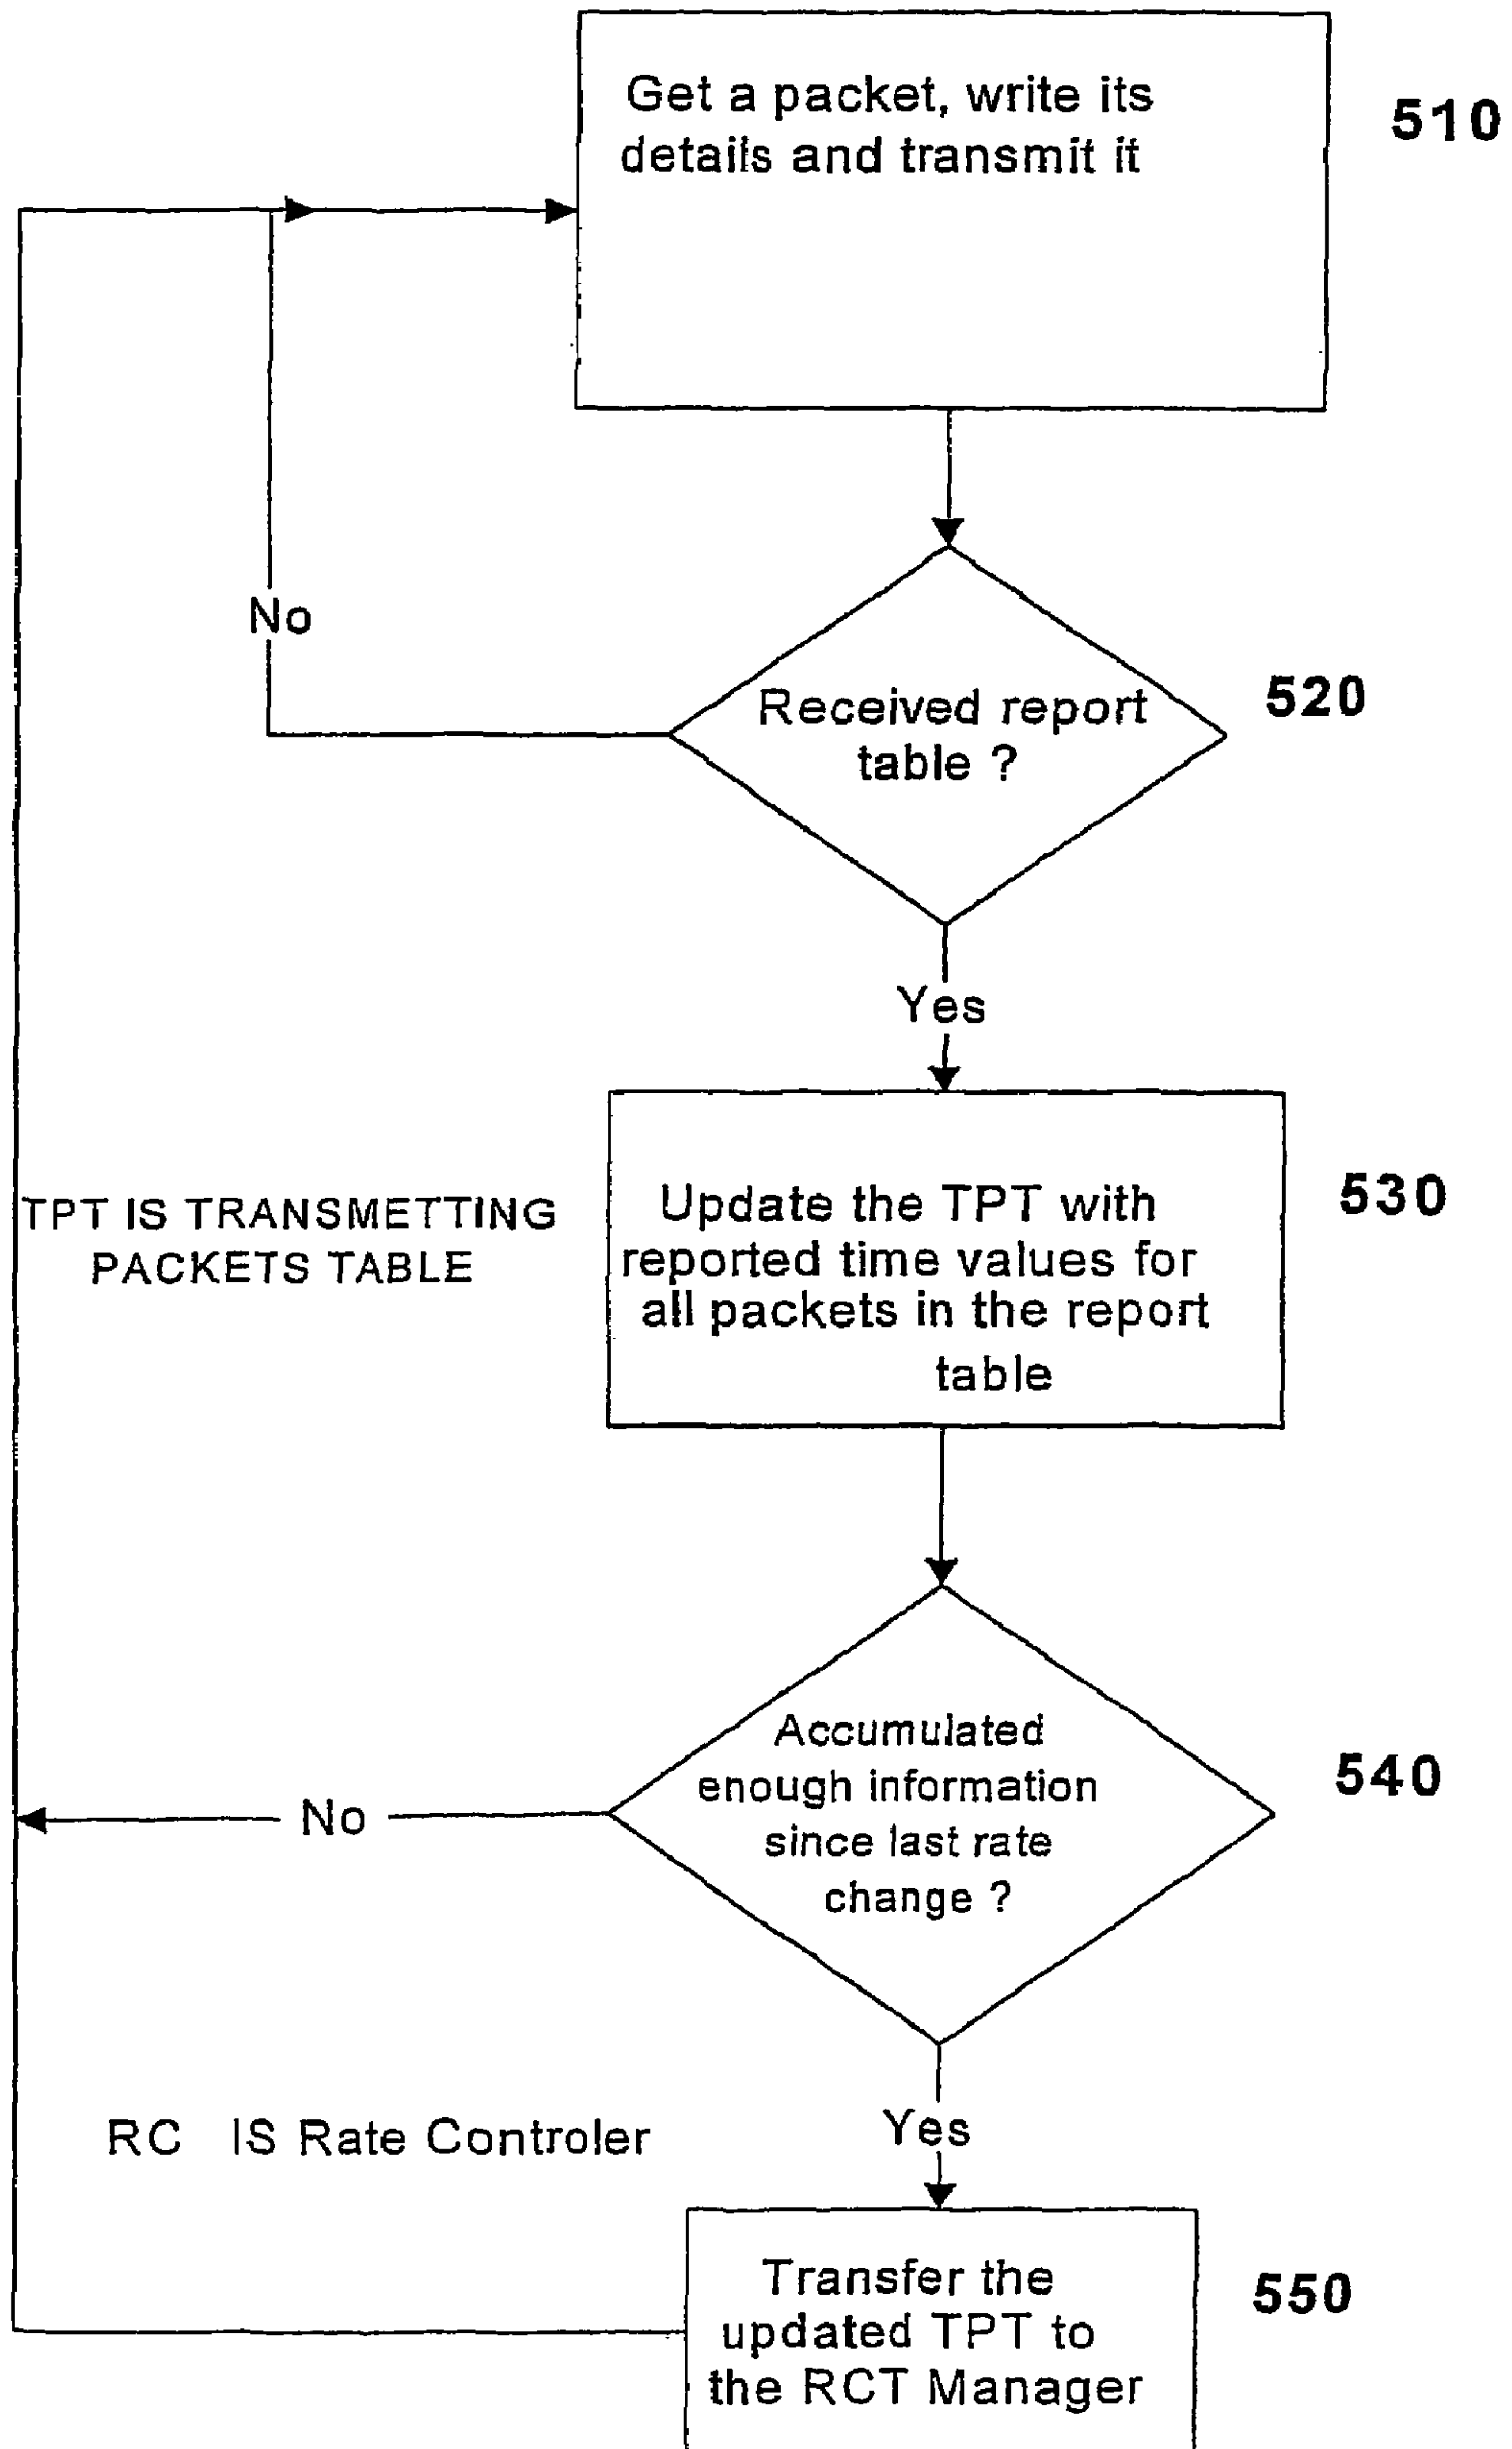 Get a packet, write its
details and transmit it
510
No
Received report
table ?
520
Yes
TPT IS TRANSMETTING
PACKETS TABLE
Update the TPT with
reported time values for
all packets in the report
table
530
Accumulated
enough information
since last rate
change ?
540
No
RC IS Rate Controler
Yes
Transfer the
updated TPT to
the RCT Manager
550